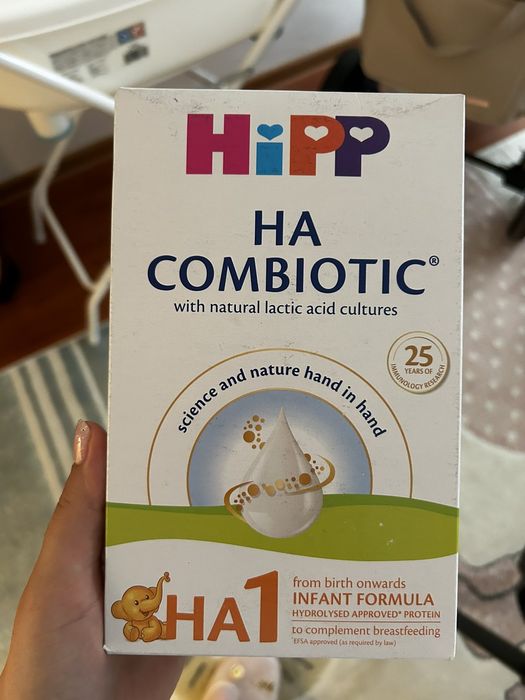 HiPP
HA
COMBIOTIC®
with natural lactic acid cultures
25
YEARS OF
IMMUNOLOGY RESEARCH
science and nature hand in hand
HA1
from birth onwards
INFANT FORMULA
HYDROLYSED APPROVED* PROTEIN
to complement breastfeeding
*EFSA approved (as required by law)